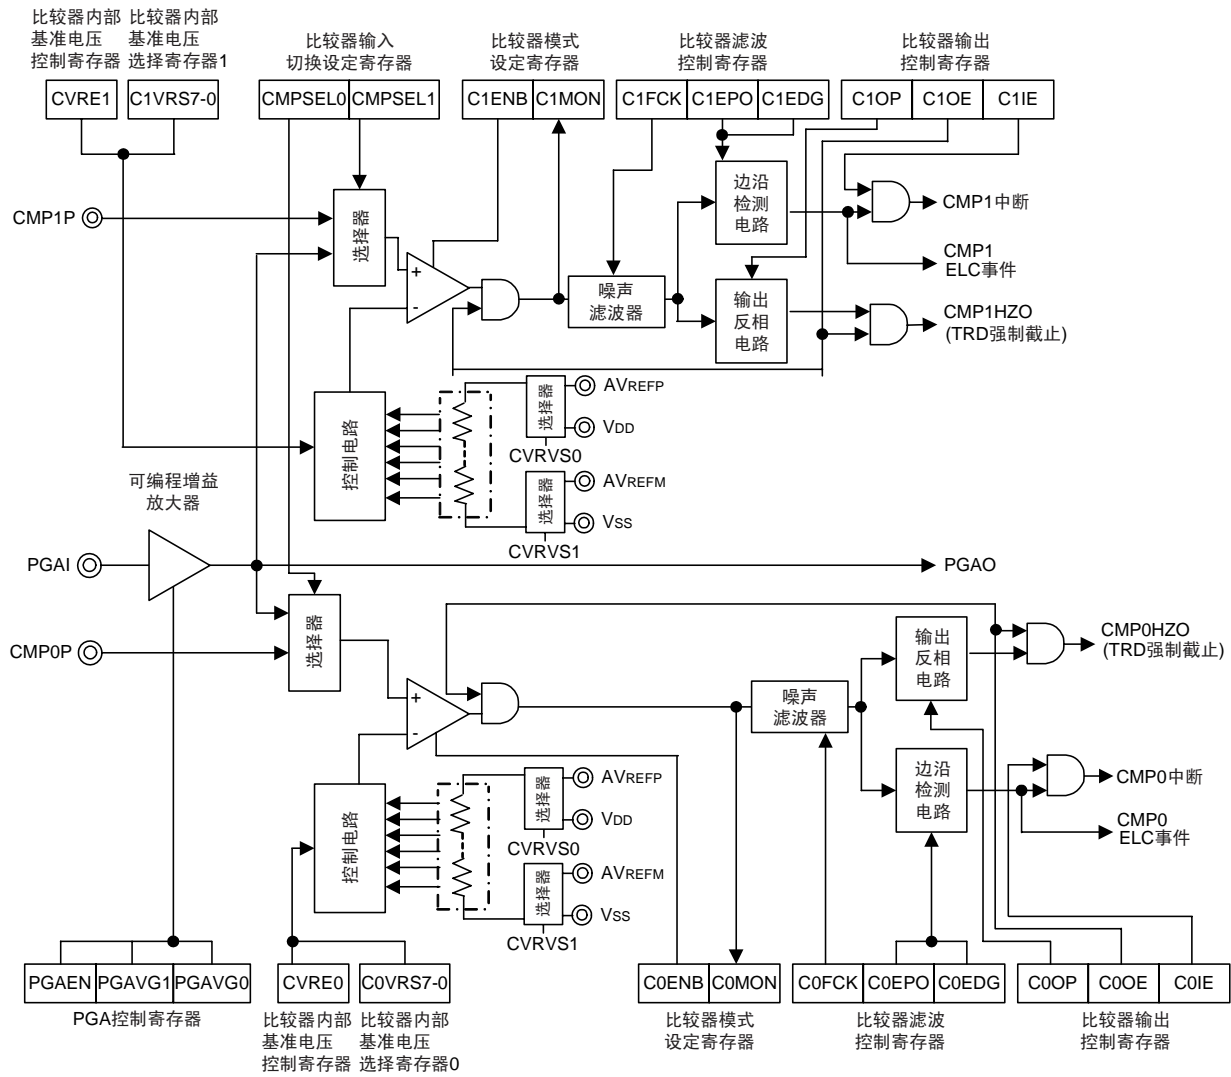 比较器内部
基准电压
控制寄存器
比较器内部
基准电压
选择寄存器1
比较器输入
切换设定寄存器
比较器模式
设定寄存器
比较器滤波
控制寄存器
比较器输出
控制寄存器
CVRE1
C1VRS7-0
CMPSEL0
CMPSEL1
C1ENB
C1MON
C1FCK
C1EPO
C1EDG
C1OP
C1OE
C1IE
CMP1P
选择器
边沿
检测
电路
CMP1中断
CMP1
ELC事件
+
-
噪声
滤波器
输出
反相
电路
CMP1HZO
(TRD强制截止)
控制电路
选择器
AVREFP
VDD
CVRVS0
选择器
AVREFM
VSS
CVRVS1
可编程增益
放大器
PGAI
PGAO
CMP0P
选择器
输出
反相
电路
CMP0HZO
(TRD强制截止)
+
-
噪声
滤波器
边沿
检测
电路
CMP0中断
CMP0
ELC事件
控制电路
选择器
AVREFP
VDD
CVRVS0
选择器
AVREFM
VSS
CVRVS1
PGAEN
PGAVG1
PGAVG0
CVRE0
C0VRS7-0
C0ENB
C0MON
C0FCK
C0EPO
C0EDG
C0OP
C0OE
C0IE
PGA控制寄存器
比较器内部
基准电压
控制寄存器
比较器内部
基准电压
选择寄存器0
比较器模式
设定寄存器
比较器滤波
控制寄存器
比较器输出
控制寄存器